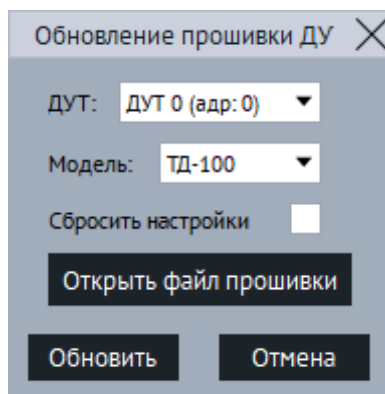 Обновление прошивки ДУ
ДУТ: ДУТ 0 (адр: 0)
Модель: ТД-100
Сбросить настройки
Открыть файл прошивки
Обновить Отмена